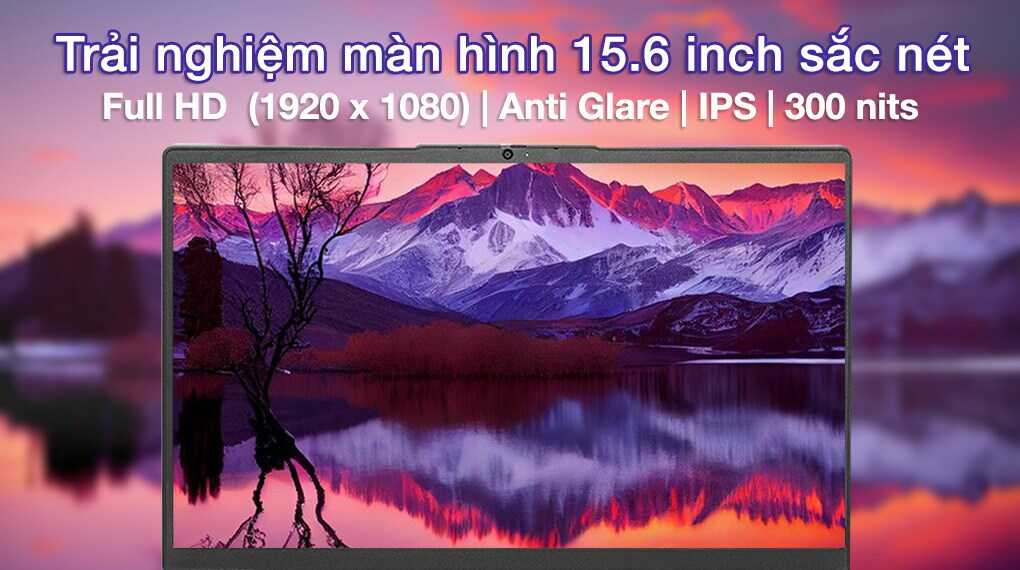 Trải nghiệm màn hình 15.6 inch sắc nét
Full HD (1920 x 1080) | Anti Glare | IPS | 300 nits